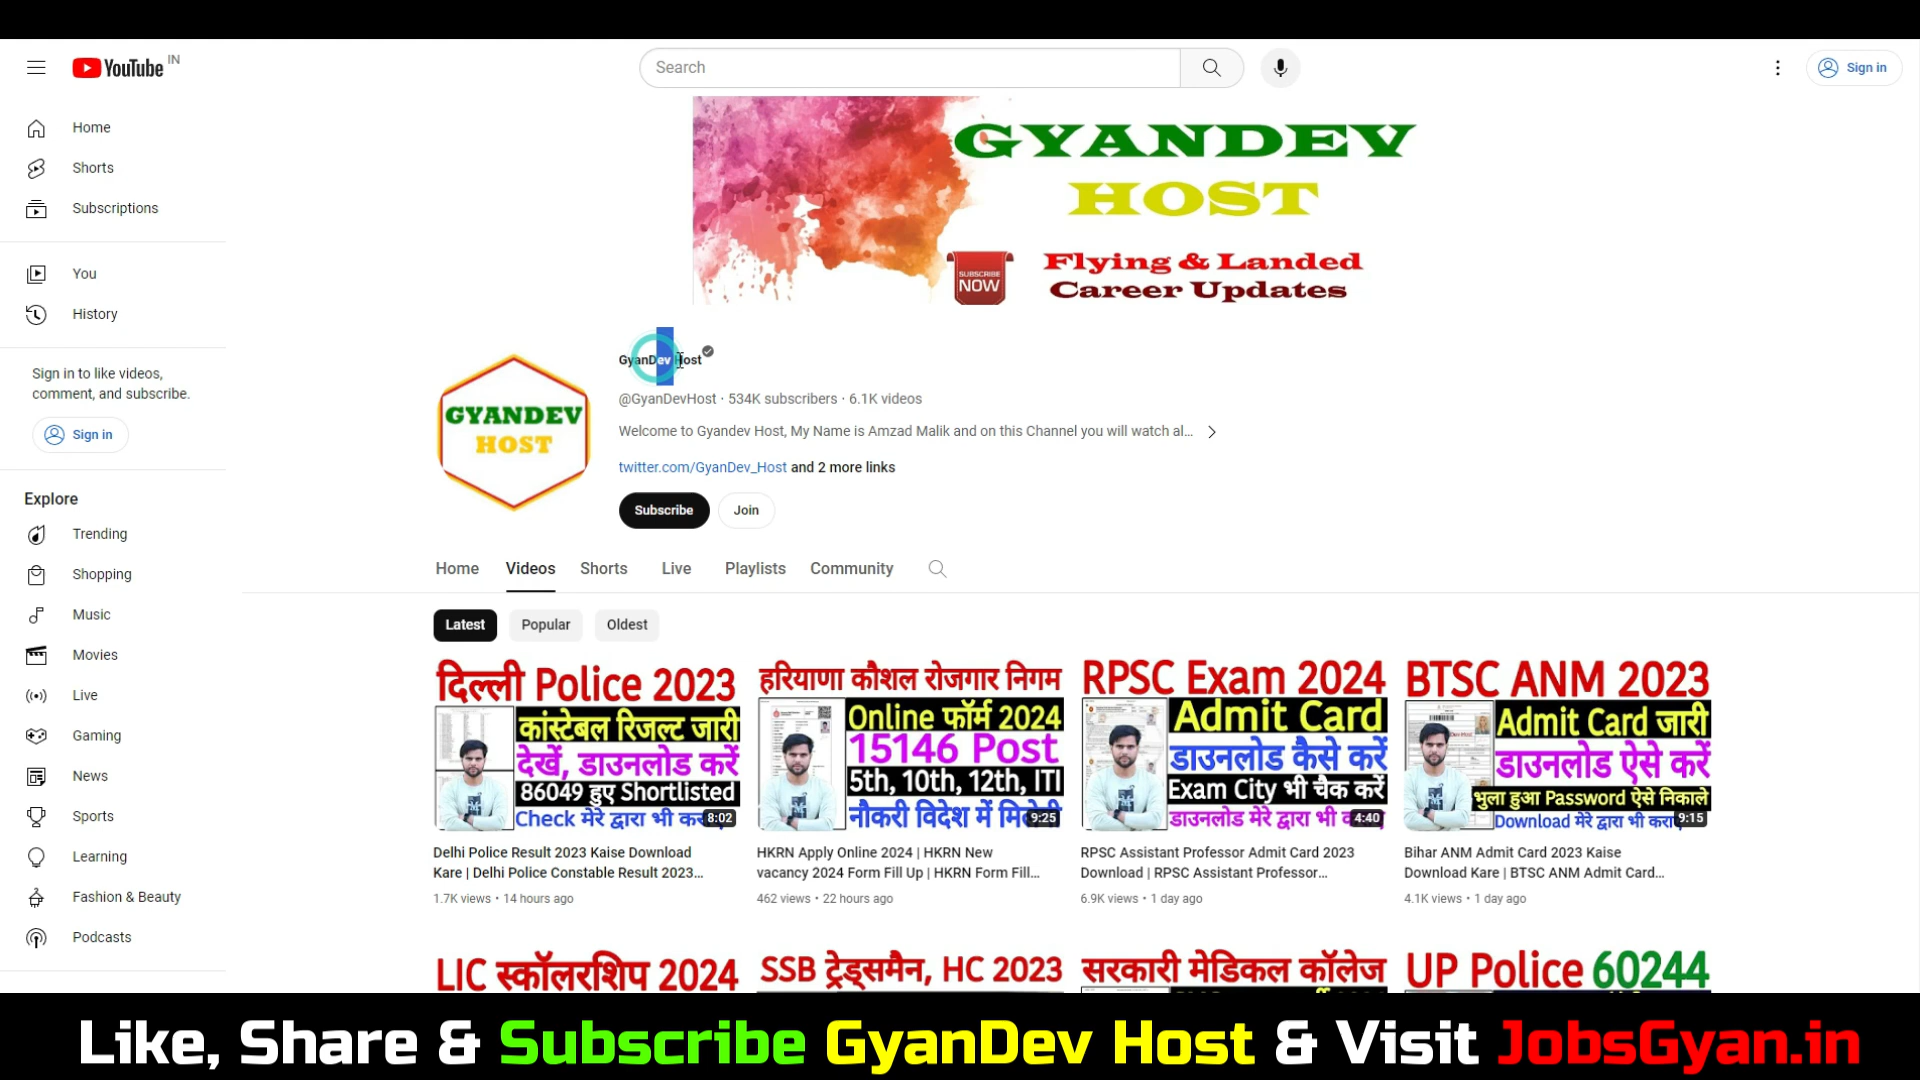 YouTube IN
Search
Sign in
Home
Shorts
Subscriptions
You
History
Sign in to like videos,
comment, and subscribe.
Sign in
Explore
Trending
Shopping
Music
Movies
Live
Gaming
News
Sports
Learning
Fashion & Beauty
Podcasts
GYANDEV
HOST
SUBSCRIBE
NOW
Flying & Landed
Career Updates
GYANDEV
HOST
GyanDev Host
@GyanDevHost · 534K subscribers · 6.1K videos
Welcome to Gyandev Host, My Name is Amzad Malik and on this Channel you will watch al...
twitter.com/GyanDev_Host and 2 more links
Subscribe Join
Home Videos Shorts Live Playlists Community
Latest Popular Oldest
दिल्ली Police 2023
कांस्टेबल रिजल्ट जारी
देखें, डाउनलोड करें
86049 हुए Shortlisted
Check मेरे द्वारा भी
8:02
Delhi Police Result 2023 Kaise Download
Kare | Delhi Police Constable Result 2023...
1.7K views • 14 hours ago
हरियाणा कौशल रोजगार निगम
Online फॉर्म 2024
15146 Post
5th, 10th, 12th, ITI
नौकरी विदेश में
9:25
HKRN Apply Online 2024 | HKRN New
vacancy 2024 Form Fill Up | HKRN Form Fill...
462 views • 22 hours ago
RPSC Exam 2024
Admit Card
डाउनलोड कैसे करें
Exam City भी चैक करें
डाउनलोड मेरे द्वारा भी
4:40
RPSC Assistant Professor Admit Card 2023
Download | RPSC Assistant Professor...
6.9K views • 1 day ago
BTSC ANM 2023
Admit Card जारी
डाउनलोड ऐसे करें
भुला हुआ Password ऐसे निकाले
Download मेरे द्वारा भी
9:15
Bihar ANM Admit Card 2023 Kaise
Download Kare | BTSC ANM Admit Card...
4.1K views • 1 day ago
LIC स्कॉलरशिप 2024
SSB ट्रेड्समैन, HC 2023
सरकारी मेडिकल कॉलेज
UP Police 60244
Like, Share & Subscribe GyanDev Host & Visit JobsGyan.in